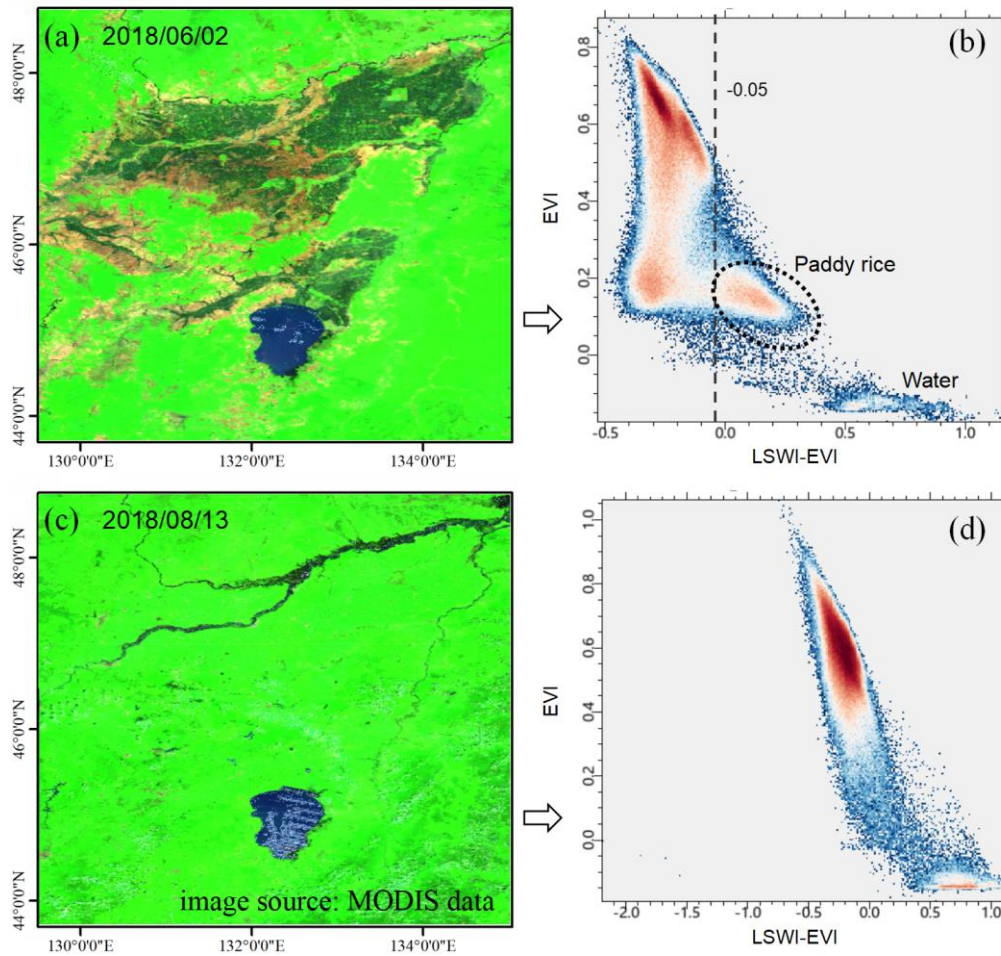 (a) 2018/06/02
48°0'0"N
46°0'0"N
44°0'0"N
130°0'0"E 132°0'0"E 134°0'0"E
(b)
-0.05
Paddy rice
Water
EVI
0.8
0.6
0.4
0.2
0.0
-0.5 0.0 0.5 1.0
LSWI-EVI
(c) 2018/08/13
48°0'0"N
46°0'0"N
44°0'0"N
image source: MODIS data
130°0'0"E 132°0'0"E 134°0'0"E
(d)
EVI
1.0
0.8
0.6
0.4
0.2
0.0
-2.0 -1.5 -1.0 -0.5 0.0 0.5 1.0
LSWI-EVI